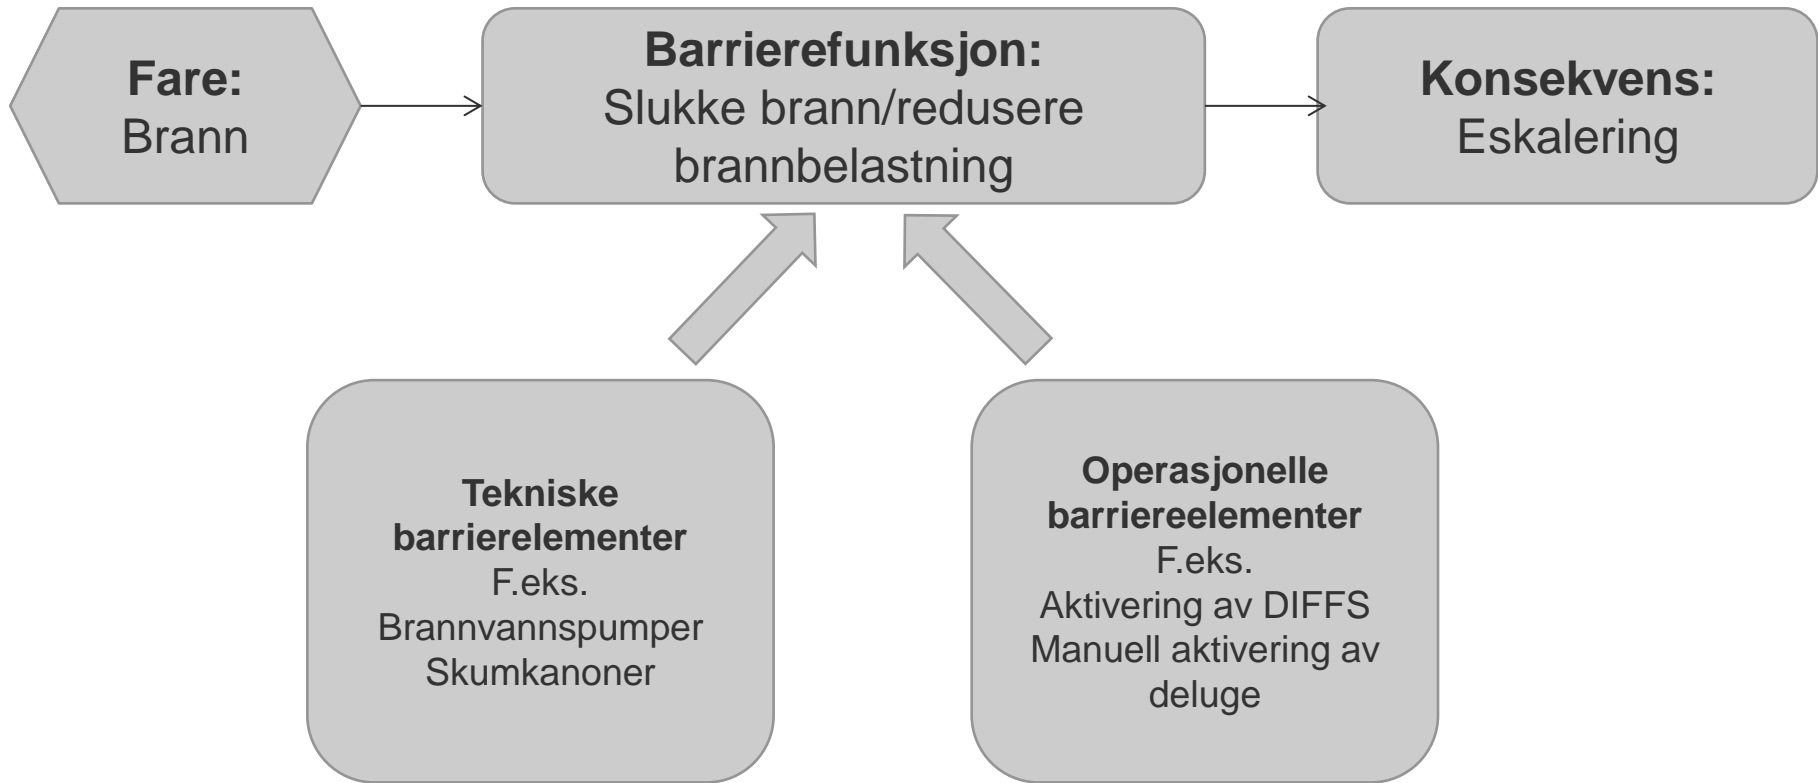 Fare:
Brann
Barrierefunksjon:
Slukke brann/redusere
brannbelastning
Konsekvens:
Eskalering
Tekniske
barrierelementer
F.eks.
Brannvannspumper
Skumkanoner
Operasjonelle
barriereelementer
F.eks.
Aktivering av DIFFS
Manuell aktivering av
deluge